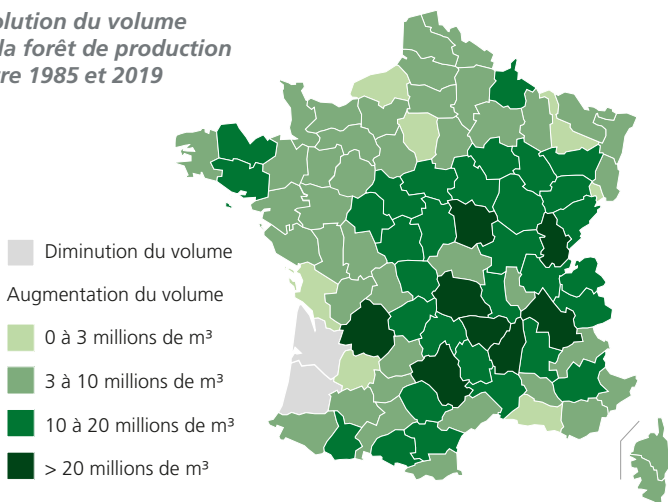 olution du volume
la forêt de production
re 1985 et 2019
Diminution du volume
Augmentation du volume
0 à 3 millions de m³
3 à 10 millions de m³
10 à 20 millions de m³
> 20 millions de m³